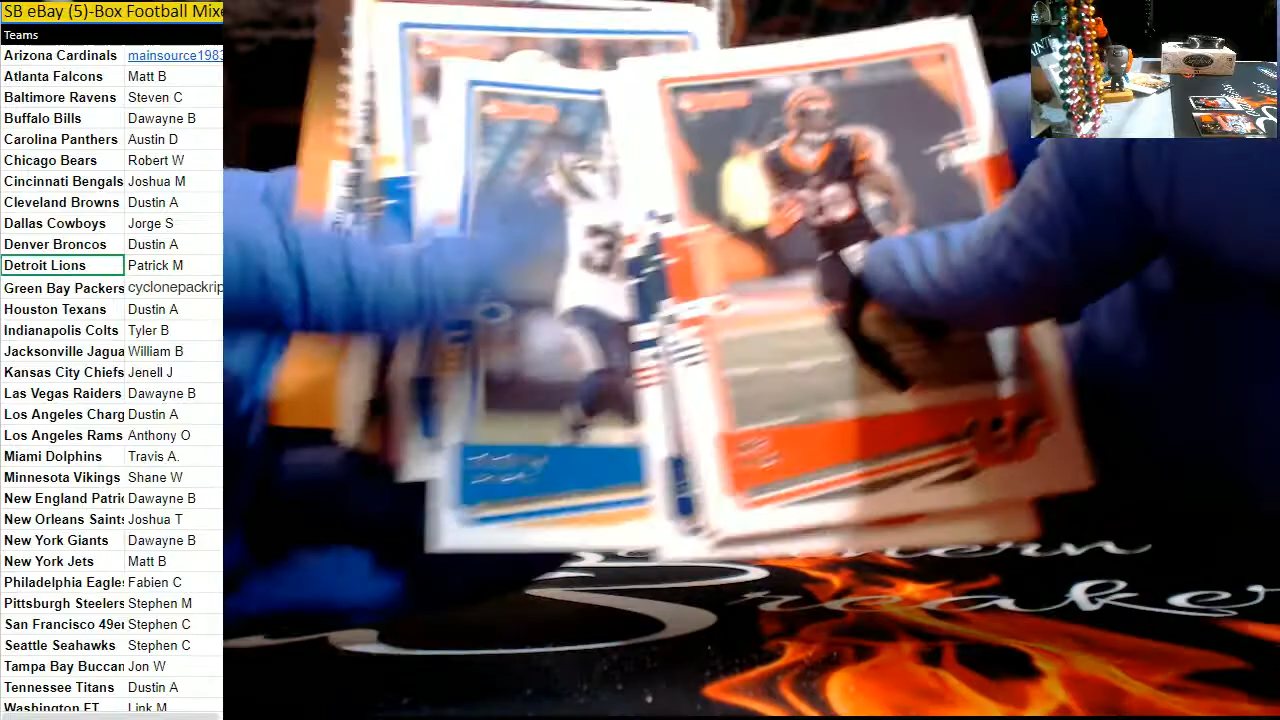 SB eBay (5)-Box Football Mixe
Teams
Arizona Cardinals mainsource1983
Atlanta Falcons Matt B
Baltimore Ravens Steven C
Buffalo Bills Dawayne B
Carolina Panthers Austin D
Chicago Bears Robert W
Cincinnati Bengals Joshua M
Cleveland Browns Dustin A
Dallas Cowboys Jorge S
Denver Broncos Dustin A
Detroit Lions Patrick M
Green Bay Packers cyclonepackrip
Houston Texans Dustin A
Indianapolis Colts Tyler B
Jacksonville Jagua William B
Kansas City Chiefs Jenell J
Las Vegas Raiders Dawayne B
Los Angeles Charg Dustin A
Los Angeles Rams Anthony O
Miami Dolphins Travis A.
Minnesota Vikings Shane W
New England Patri Dawayne B
New Orleans Saint Joshua T
New York Giants Dawayne B
New York Jets Matt B
Philadelphia Eagle Fabien C
Pittsburgh Steelers Stephen M
San Francisco 49er Stephen C
Seattle Seahawks Stephen C
Tampa Bay Buccan Jon W
Tennessee Titans Dustin A
Washington FT Link M